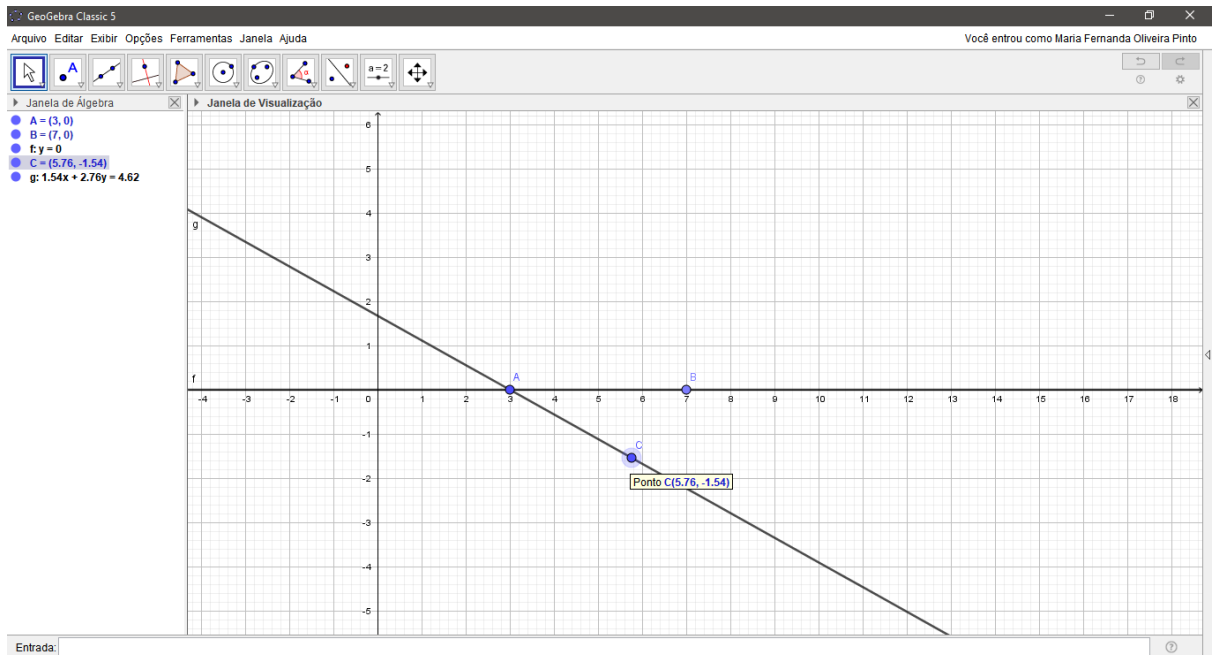 GeoGebra Classic 5
Arquivo Editar Exibir Opções Ferramentas Janela Ajuda
Você entrou como Maria Fernanda Oliveira Pinto
A
a=2
Janela de Álgebra
Janela de Visualização
A = (3, 0)
B = (7, 0)
f: y = 0
C = (5.76, -1.54)
g: 1.54x + 2.76y = 4.62
6
5
4
g
3
2
1
f
A
B
-4 -3 -2 -1 0 1 2 3 4 5 6 7 8 9 10 11 12 13 14 15 16 17 18
-1
C
-2
Ponto C(5.76, -1.54)
-3
-4
-5
Entrada: